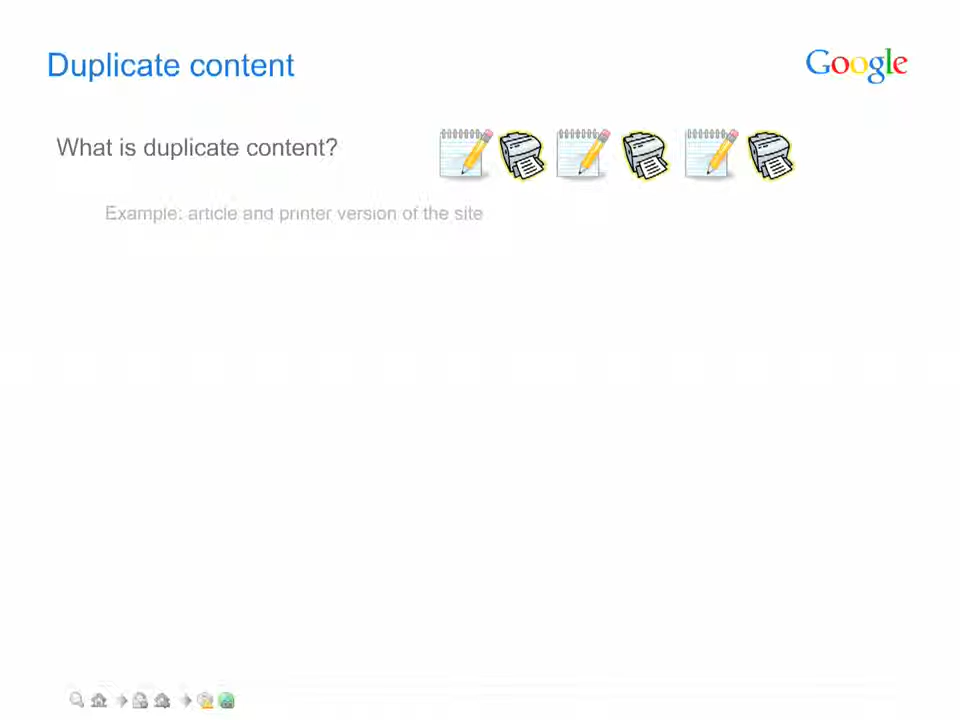 Duplicate content
Google
What is duplicate content?
Example: article and printer version of the site